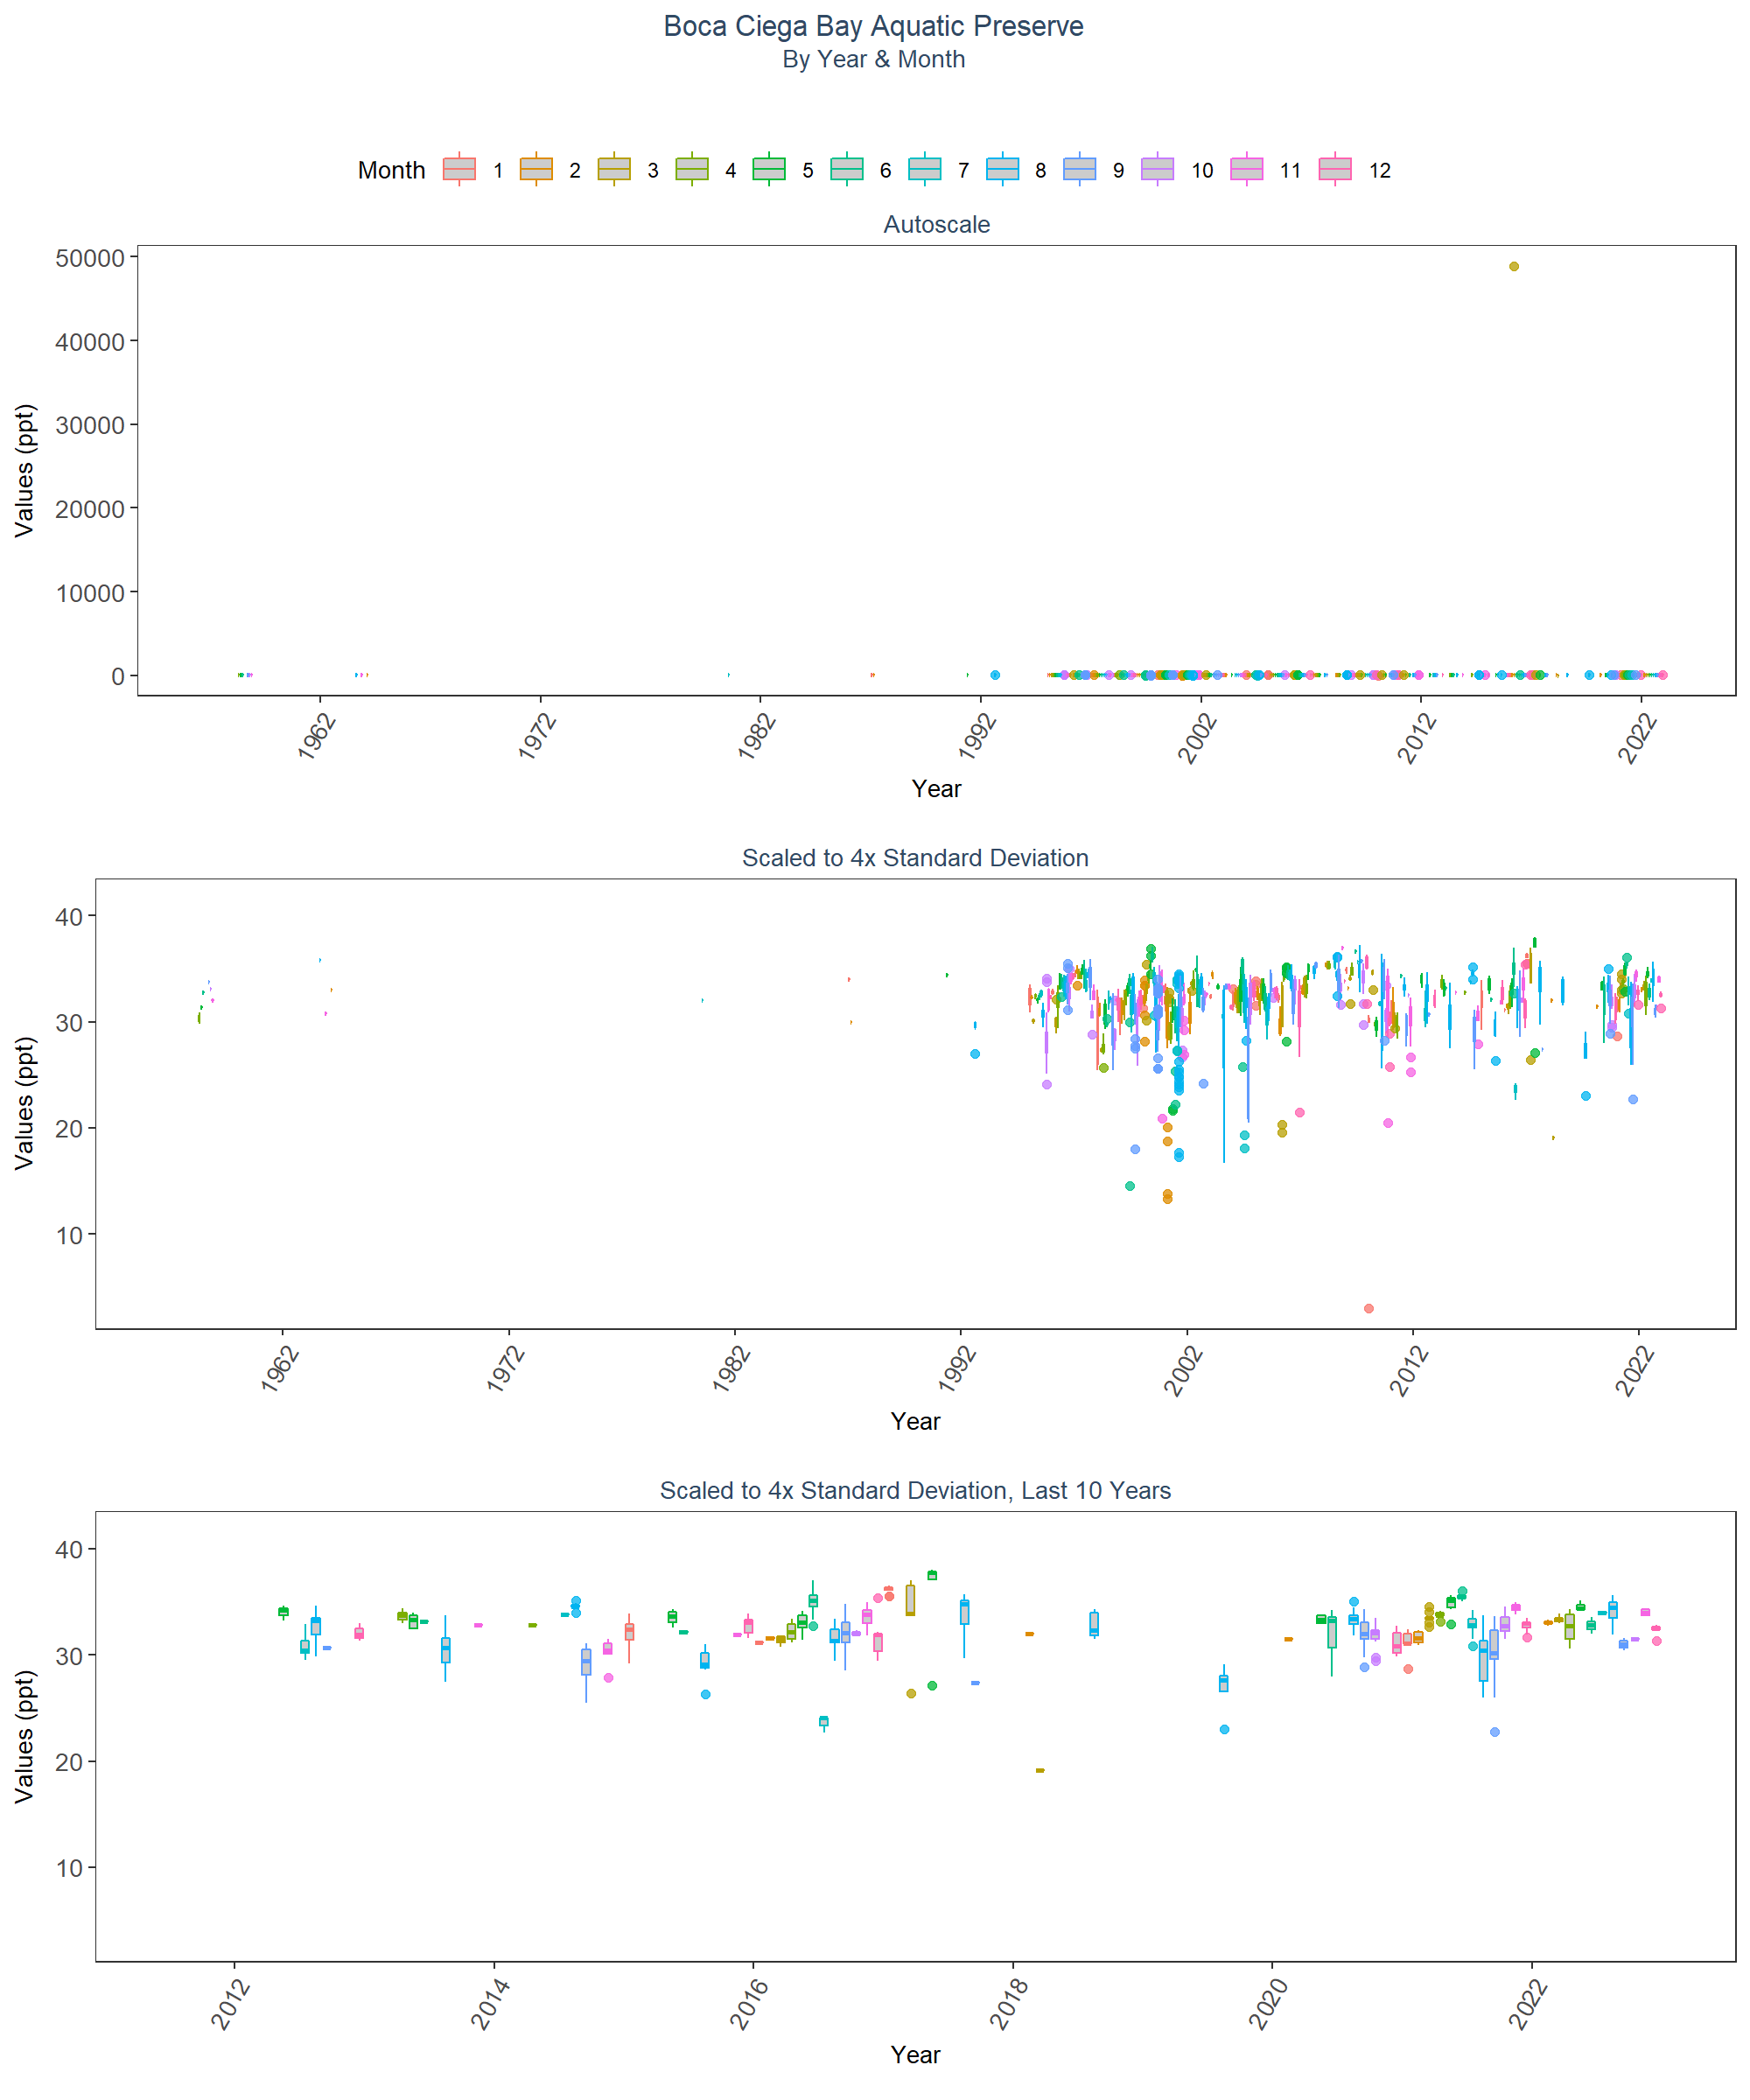 Boca Ciega Bay Aquatic Preserve
By Year & Month
Month 1 2 3 4 5 6 7 8 9 10 11 12
Autoscale
50000
40000
30000
20000
10000
0
Values (ppt)
1962 1972 1982 1992 2002 2012 2022
Year
Scaled to 4x Standard Deviation
40
30
20
10
Values (ppt)
1962 1972 1982 1992 2002 2012 2022
Year
Scaled to 4x Standard Deviation, Last 10 Years
40
30
20
10
Values (ppt)
2012 2014 2016 2018 2020 2022
Year